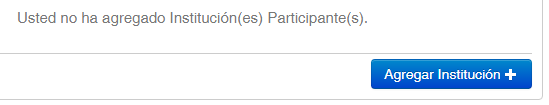 Usted no ha agregado Institución(es) Participante(s).
Agregar Institución +